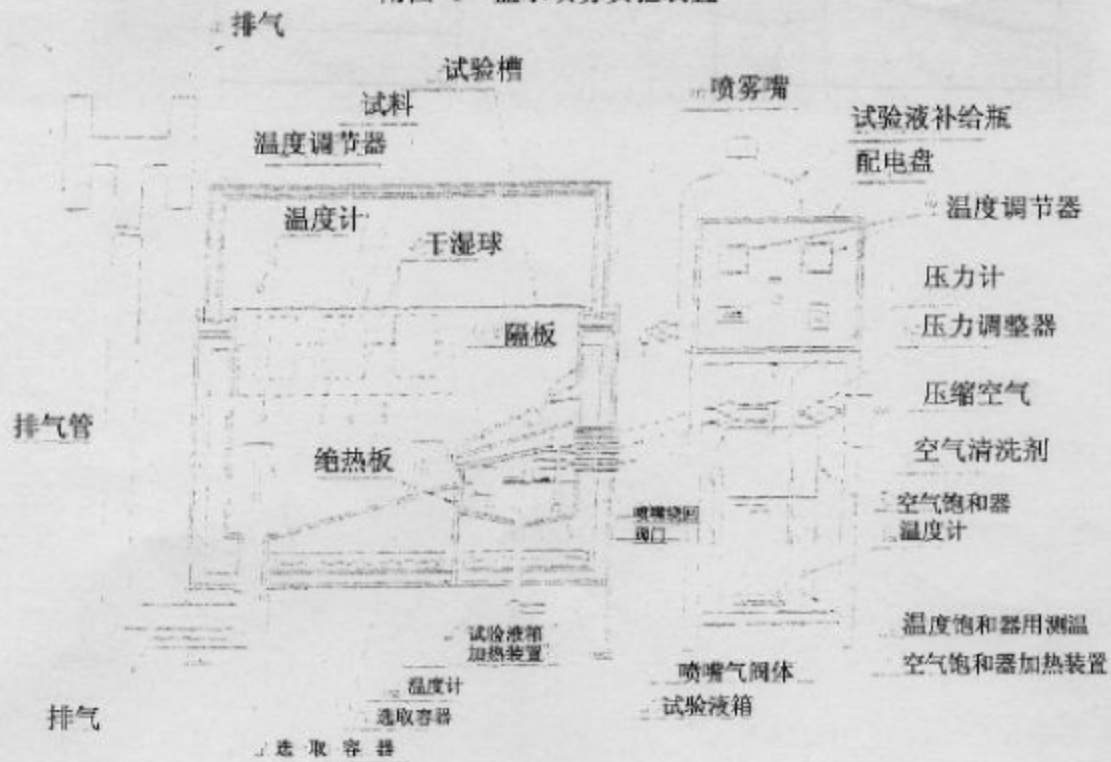 排气
试验槽
试料
温度调节器
喷雾嘴
试验液补给瓶
配电盘
温度调节器
温度计
干湿球
压力计
隔板
压力调整器
压缩空气
排气管
绝热板
空气清洗剂
喷嘴绕回
阀门
空气饱和器
温度计
试验液箱
加热装置
温度饱和器用测温
空气饱和器加热装置
喷嘴气阀体
温度计
试验液箱
排气
选取容器
选取容器